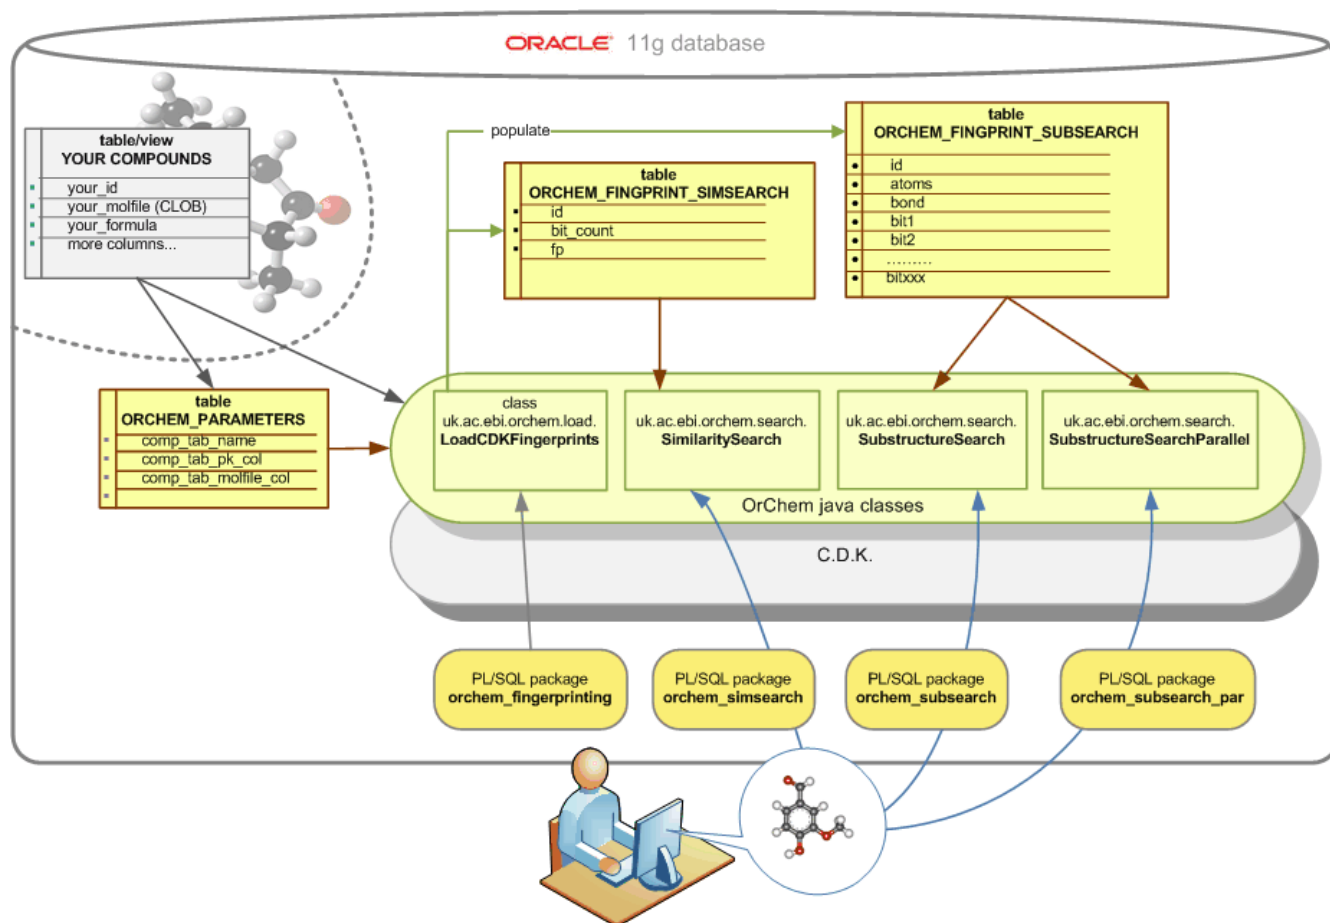 ORACLE 11g database
table/view
YOUR COMPOUNDS
your_id
your_molfile (CLOB)
your_formula
more columns...
populate
table
ORCHEM_FINGPRINT_SIMSEARCH
id
bit_count
fp
table
ORCHEM_FINGPRINT_SUBSEARCH
id
atoms
bond
bit1
bit2
.........
bitxxx
table
ORCHEM_PARAMETERS
comp_tab_name
comp_tab_pk_col
comp_tab_molfile_col
class
uk.ac.ebi.orchem.load.
LoadCDKFingerprints
uk.ac.ebi.orchem.search.
SimilaritySearch
uk.ac.ebi.orchem.search.
SubstructureSearch
uk.ac.ebi.orchem.search.
SubstructureSearchParallel
OrChem java classes
C.D.K.
PL/SQL package
orchem_fingerprinting
PL/SQL package
orchem_simsearch
PL/SQL package
orchem_subsearch
PL/SQL package
orchem_subsearch_par